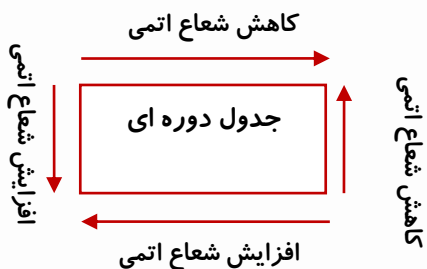 کاهش شعاع اتمی
افزایش شعاع اتمی
جدول دوره ای
کاهش شعاع اتمی
افزایش شعاع اتمی